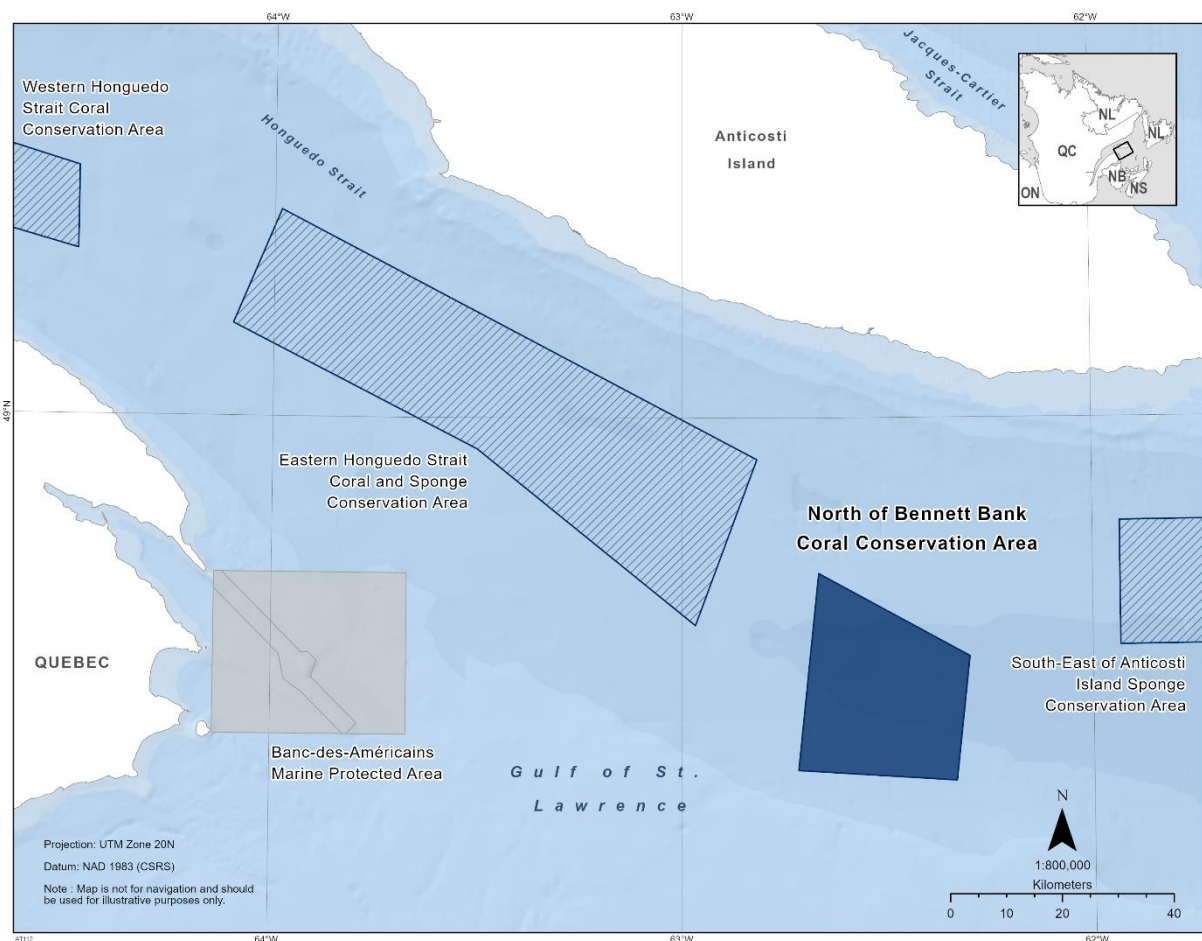 64°W
63°W
62°W
Western Honguedo
Strait Coral
Conservation Area
Honguedo Strait
Jacques-Cartier
Strait
Anticosti
Island
NL
NL
QC
NB
NS
ON
49°N
Eastern Honguedo Strait
Coral and Sponge
Conservation Area
North of Bennett Bank
Coral Conservation Area
QUEBEC
South-East of Anticosti
Island Sponge
Conservation Area
Banc-des-Américains
Marine Protected Area
Gulf of St.
Lawrence
N
1:800,000
Kilometers
0 10 20 40
Projection: UTM Zone 20N
Datum: NAD 1983 (CSRS)
Note : Map is not for navigation and should
be used for illustrative purposes only.
AT112
64°W
63°W
62°W